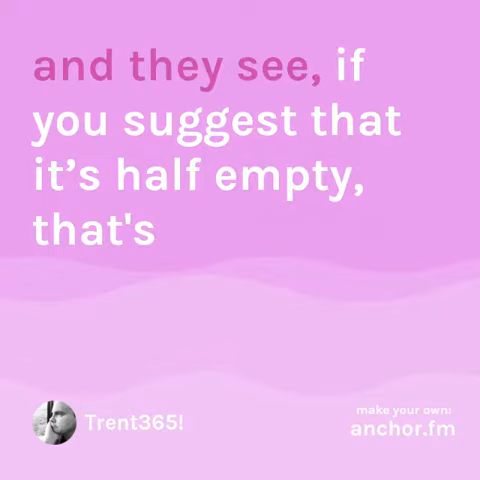 and they see, if
you suggest that
it’s half empty,
that's
Trent365!
make your own:
anchor.fm